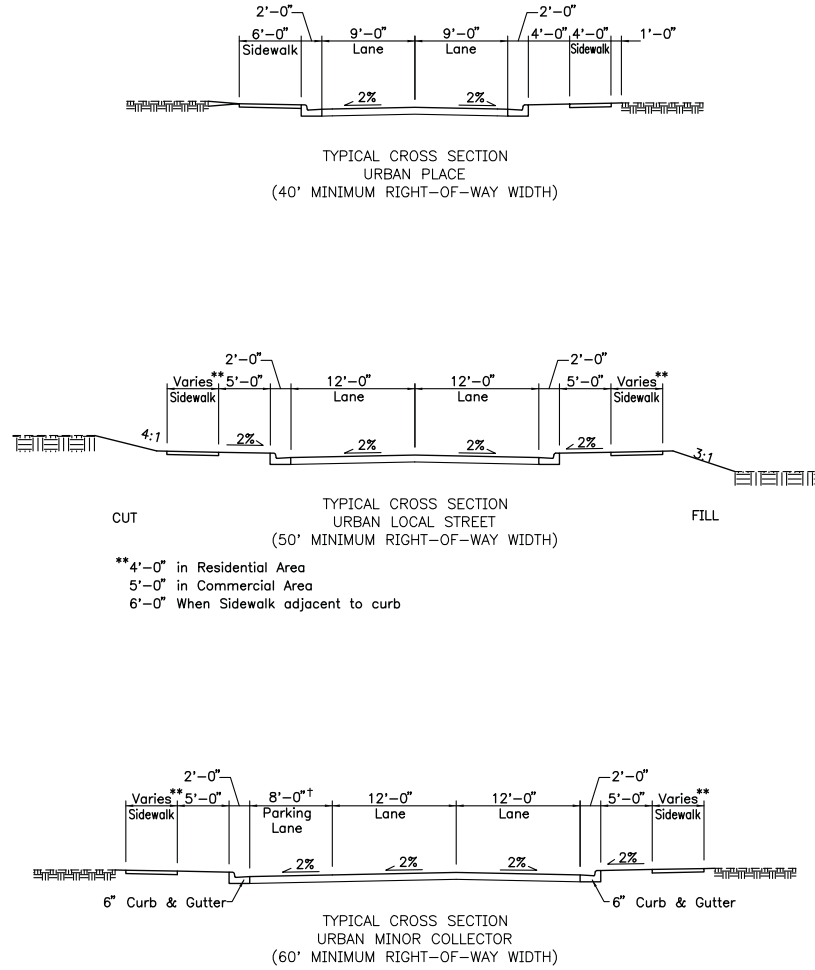 2'-0" 2'-0"
6'-0" 9'-0" 9'-0" 4'-0" 4'-0" 1'-0"
Sidewalk Lane Lane Sidewalk
2% 2%
TYPICAL CROSS SECTION
URBAN PLACE
(40' MINIMUM RIGHT-OF-WAY WIDTH)
2'-0" 2'-0"
Varies** 5'-0" 12'-0" 12'-0" 5'-0" Varies**
Sidewalk Lane Lane Sidewalk
4:1 2% 2% 2% 2% 3:1
TYPICAL CROSS SECTION
CUT URBAN LOCAL STREET FILL
(50' MINIMUM RIGHT-OF-WAY WIDTH)
**4'-0" in Residential Area
5'-0" in Commercial Area
6'-0" When Sidewalk adjacent to curb
2'-0" 2'-0"
Varies** 5'-0" 8'-0"† 12'-0" 12'-0" 5'-0" Varies**
Sidewalk Parking Lane Lane Lane Sidewalk
2% 2% 2% 2%
6" Curb & Gutter 6" Curb & Gutter
TYPICAL CROSS SECTION
URBAN MINOR COLLECTOR
(60' MINIMUM RIGHT-OF-WAY WIDTH)